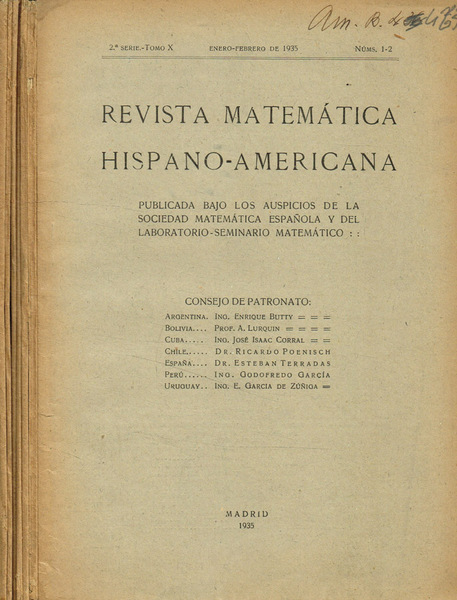 Am. B.
2.ª SERIE.-TOMO X ENERO-FEBRERO DE 1935 NÚMS. 1-2
REVISTA MATEMÁTICA
HISPANO-AMERICANA
PUBLICADA BAJO LOS AUSPICIOS DE LA
SOCIEDAD MATEMÁTICA ESPAÑOLA Y DEL
LABORATORIO-SEMINARIO MATEMÁTICO : :
CONSEJO DE PATRONATO:
ARGENTINA. ING. ENRIQUE BUTTY = = =
BOLIVIA.... PROF. A. LURQUIN = = = =
CUBA..... ING. JOSÉ ISAAC CORRAL = =
CHILE...... DR. RICARDO POENISCH
ESPAÑA.... DR. ESTEBAN TERRADAS
PERÚ...... ING. GODOFREDO GARCÍA
URUGUAY.. ING. E. GARCIA DE ZÚÑIGA =
MADRID
1935